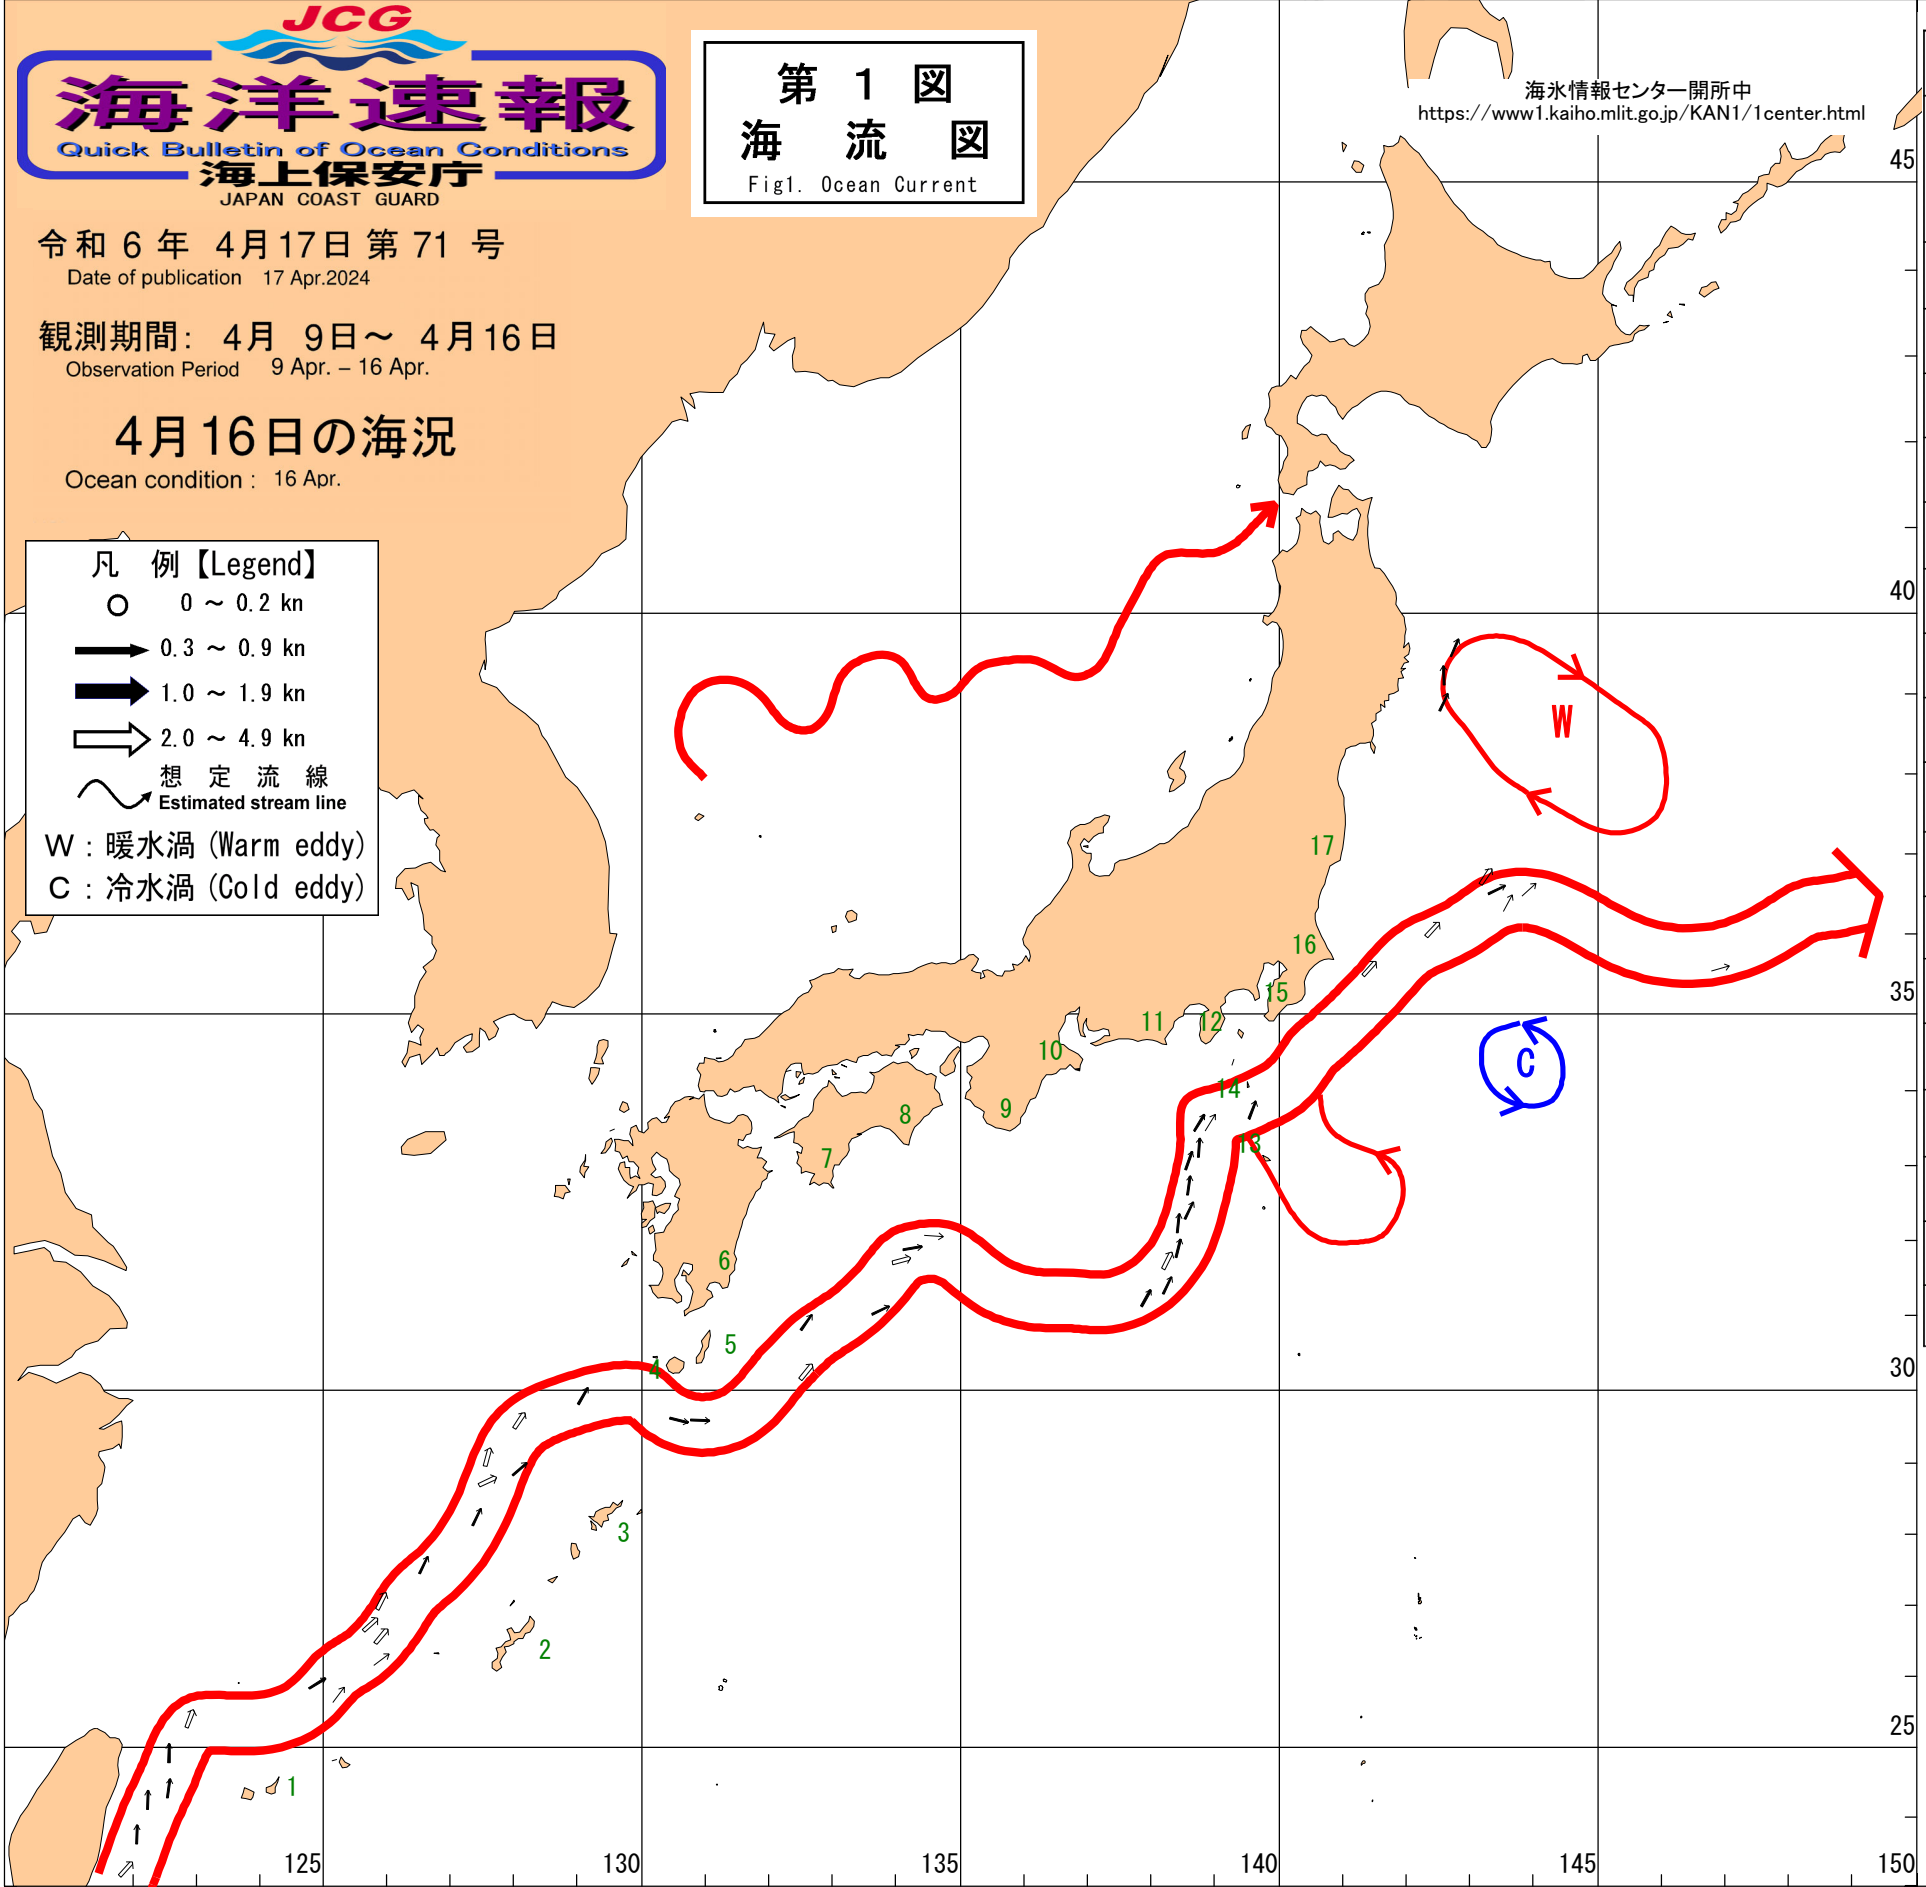 JCG
海洋速報
Quick Bulletin of Ocean Conditions
海上保安庁
JAPAN COAST GUARD
令和 6 年 4月17日 第 71 号
Date of publication 17 Apr.2024
観測期間: 4月 9日～ 4月16日
Observation Period 9 Apr. – 16 Apr.
4月16日の海況
Ocean condition : 16 Apr.
第 1 図
海 流 図
Fig1. Ocean Current
海氷情報センター開所中
https://www1.kaiho.mlit.go.jp/KAN1/1center.html
凡 例【Legend】
0 ～ 0.2 kn
0.3 ～ 0.9 kn
1.0 ～ 1.9 kn
2.0 ～ 4.9 kn
想 定 流 線
Estimated stream line
W : 暖水渦 (Warm eddy)
C : 冷水渦 (Cold eddy)
45
40
W
17
16
15
35
11
12
10
C
14
9
8
13
7
6
5
4
30
3
2
25
1
125
130
135
140
145
150